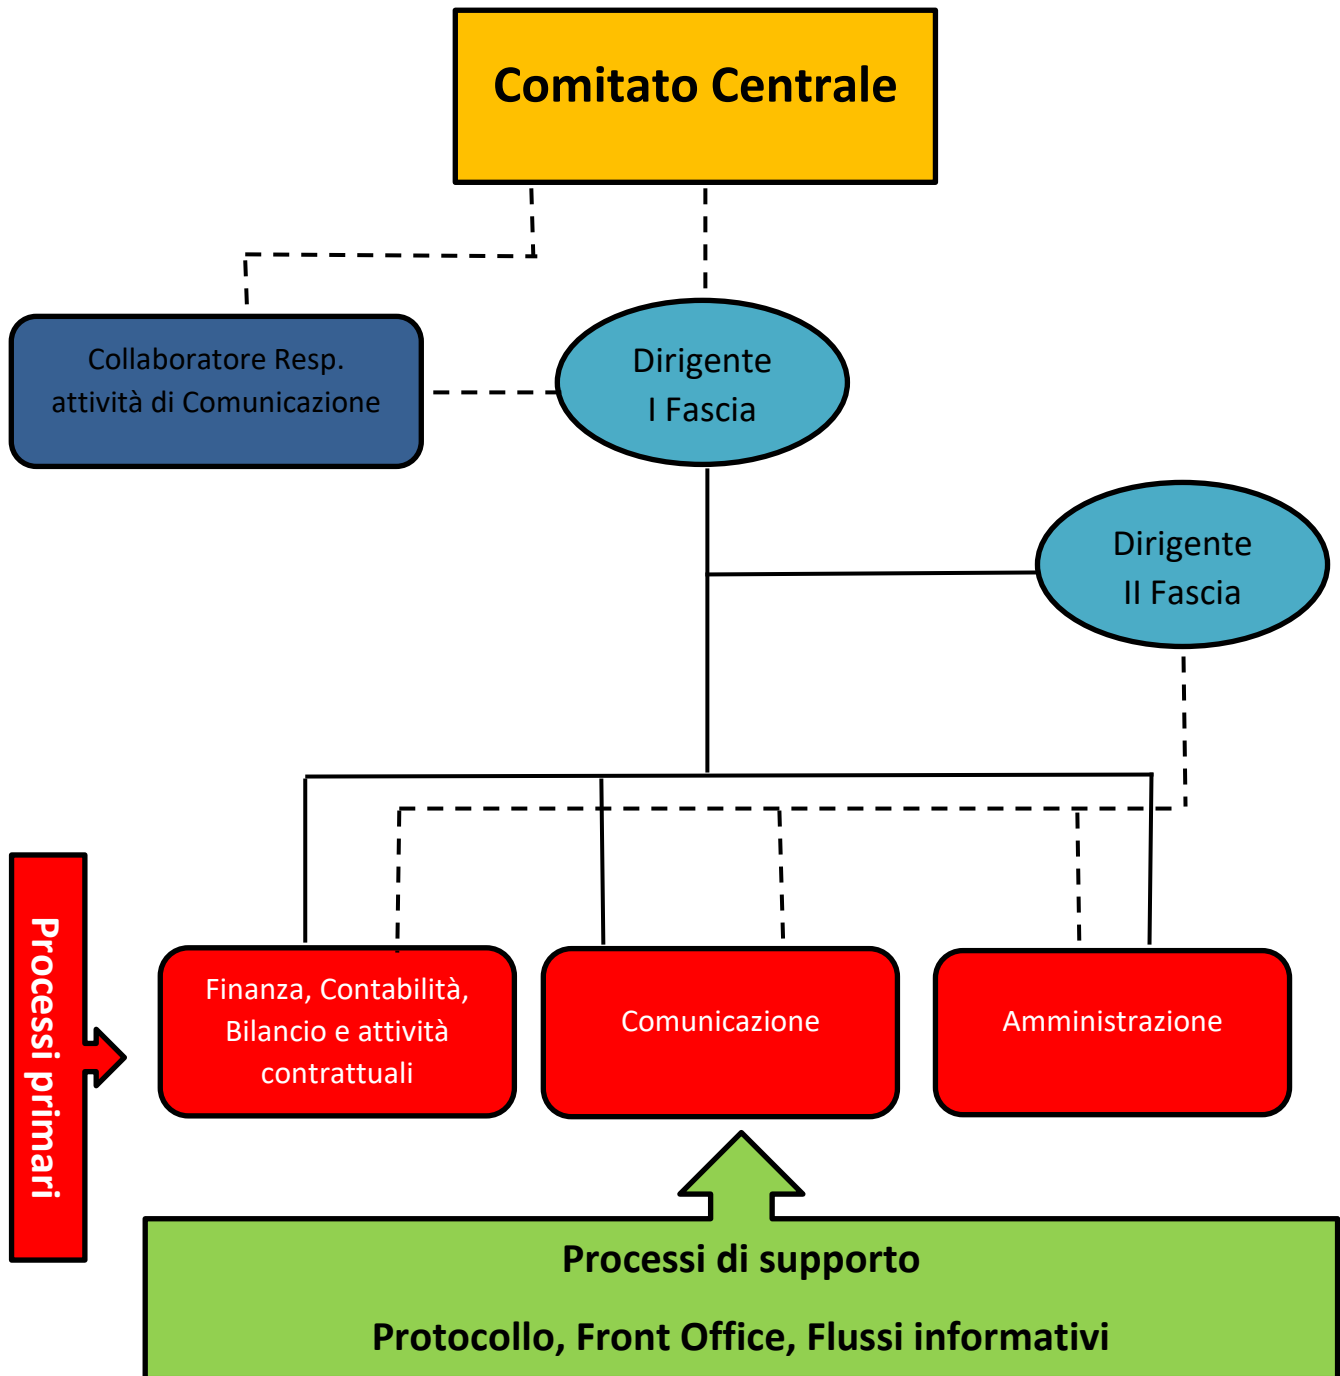 Comitato Centrale
Collaboratore Resp.
attività di Comunicazione
Dirigente
I Fascia
Dirigente
II Fascia
Processi primari
Finanza, Contabilità,
Bilancio e attività
contrattuali
Comunicazione
Amministrazione
Processi di supporto
Protocollo, Front Office, Flussi informativi